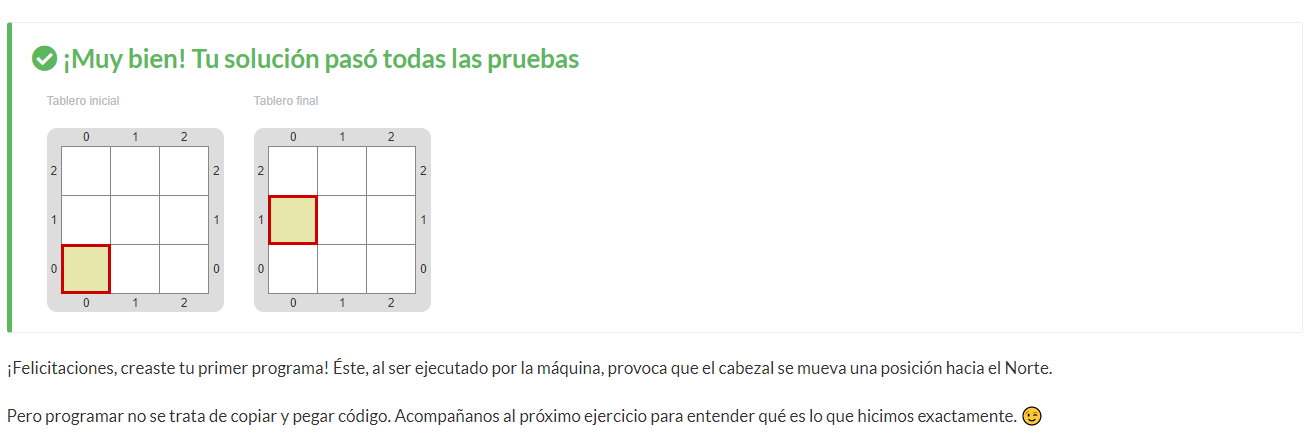 ¡Muy bien! Tu solución pasó todas las pruebas
Tablero inicial Tablero final
0 1 2 0 1 2
2 2 2 2
1 1 1 1
0 0 0 0
0 1 2 0 1 2
¡Felicitaciones, creaste tu primer programa! Éste, al ser ejecutado por la máquina, provoca que el cabezal se mueva una posición hacia el Norte.
Pero programar no se trata de copiar y pegar código. Acompañanos al próximo ejercicio para entender qué es lo que hicimos exactamente. 😉